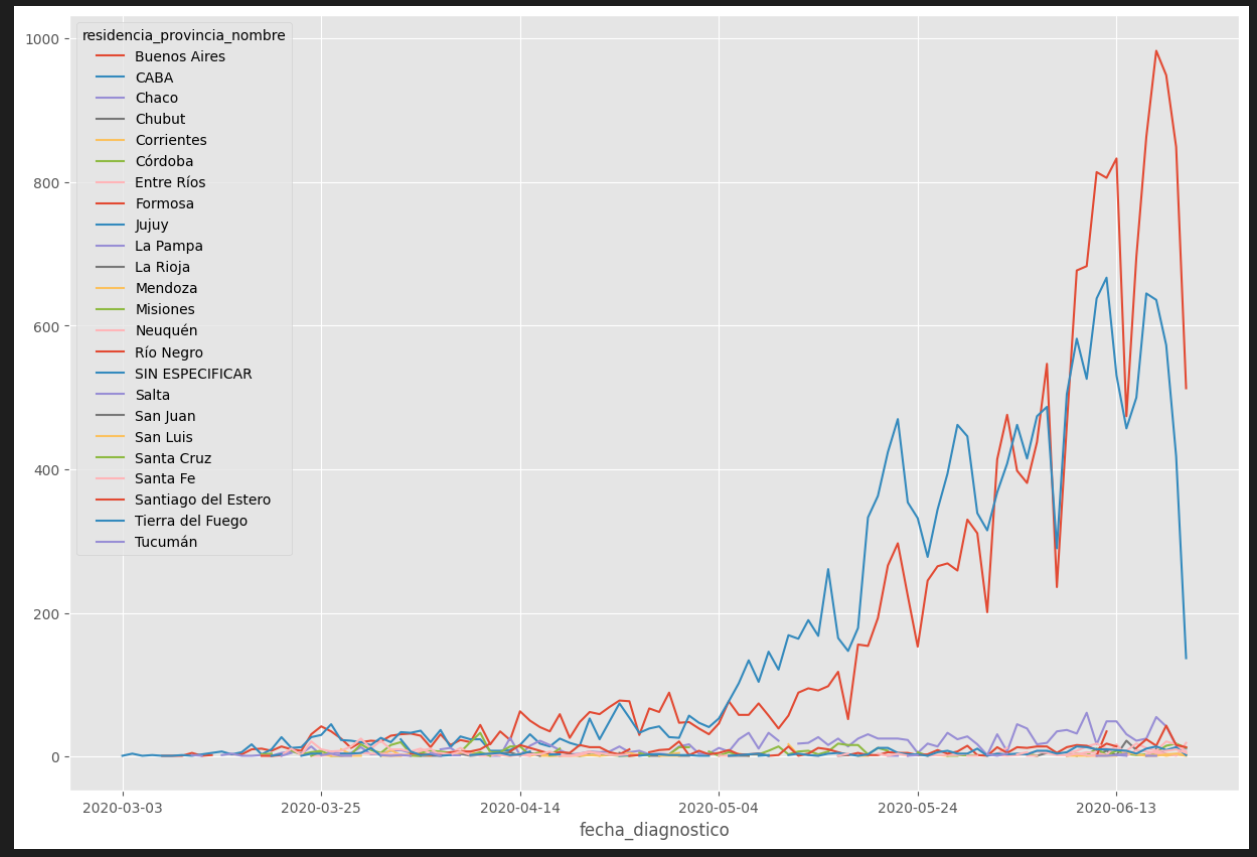 residencia_provincia_nombre
Buenos Aires
CABA
Chaco
Chubut
Corrientes
Córdoba
Entre Ríos
Formosa
Jujuy
La Pampa
La Rioja
Mendoza
Misiones
Neuquén
Río Negro
SIN ESPECIFICAR
Salta
San Juan
San Luis
Santa Cruz
Santa Fe
Santiago del Estero
Tierra del Fuego
Tucumán
1000
800
600
400
200
0
2020-03-03 2020-03-25 2020-04-14 2020-05-04 2020-05-24 2020-06-13
fecha_diagnostico